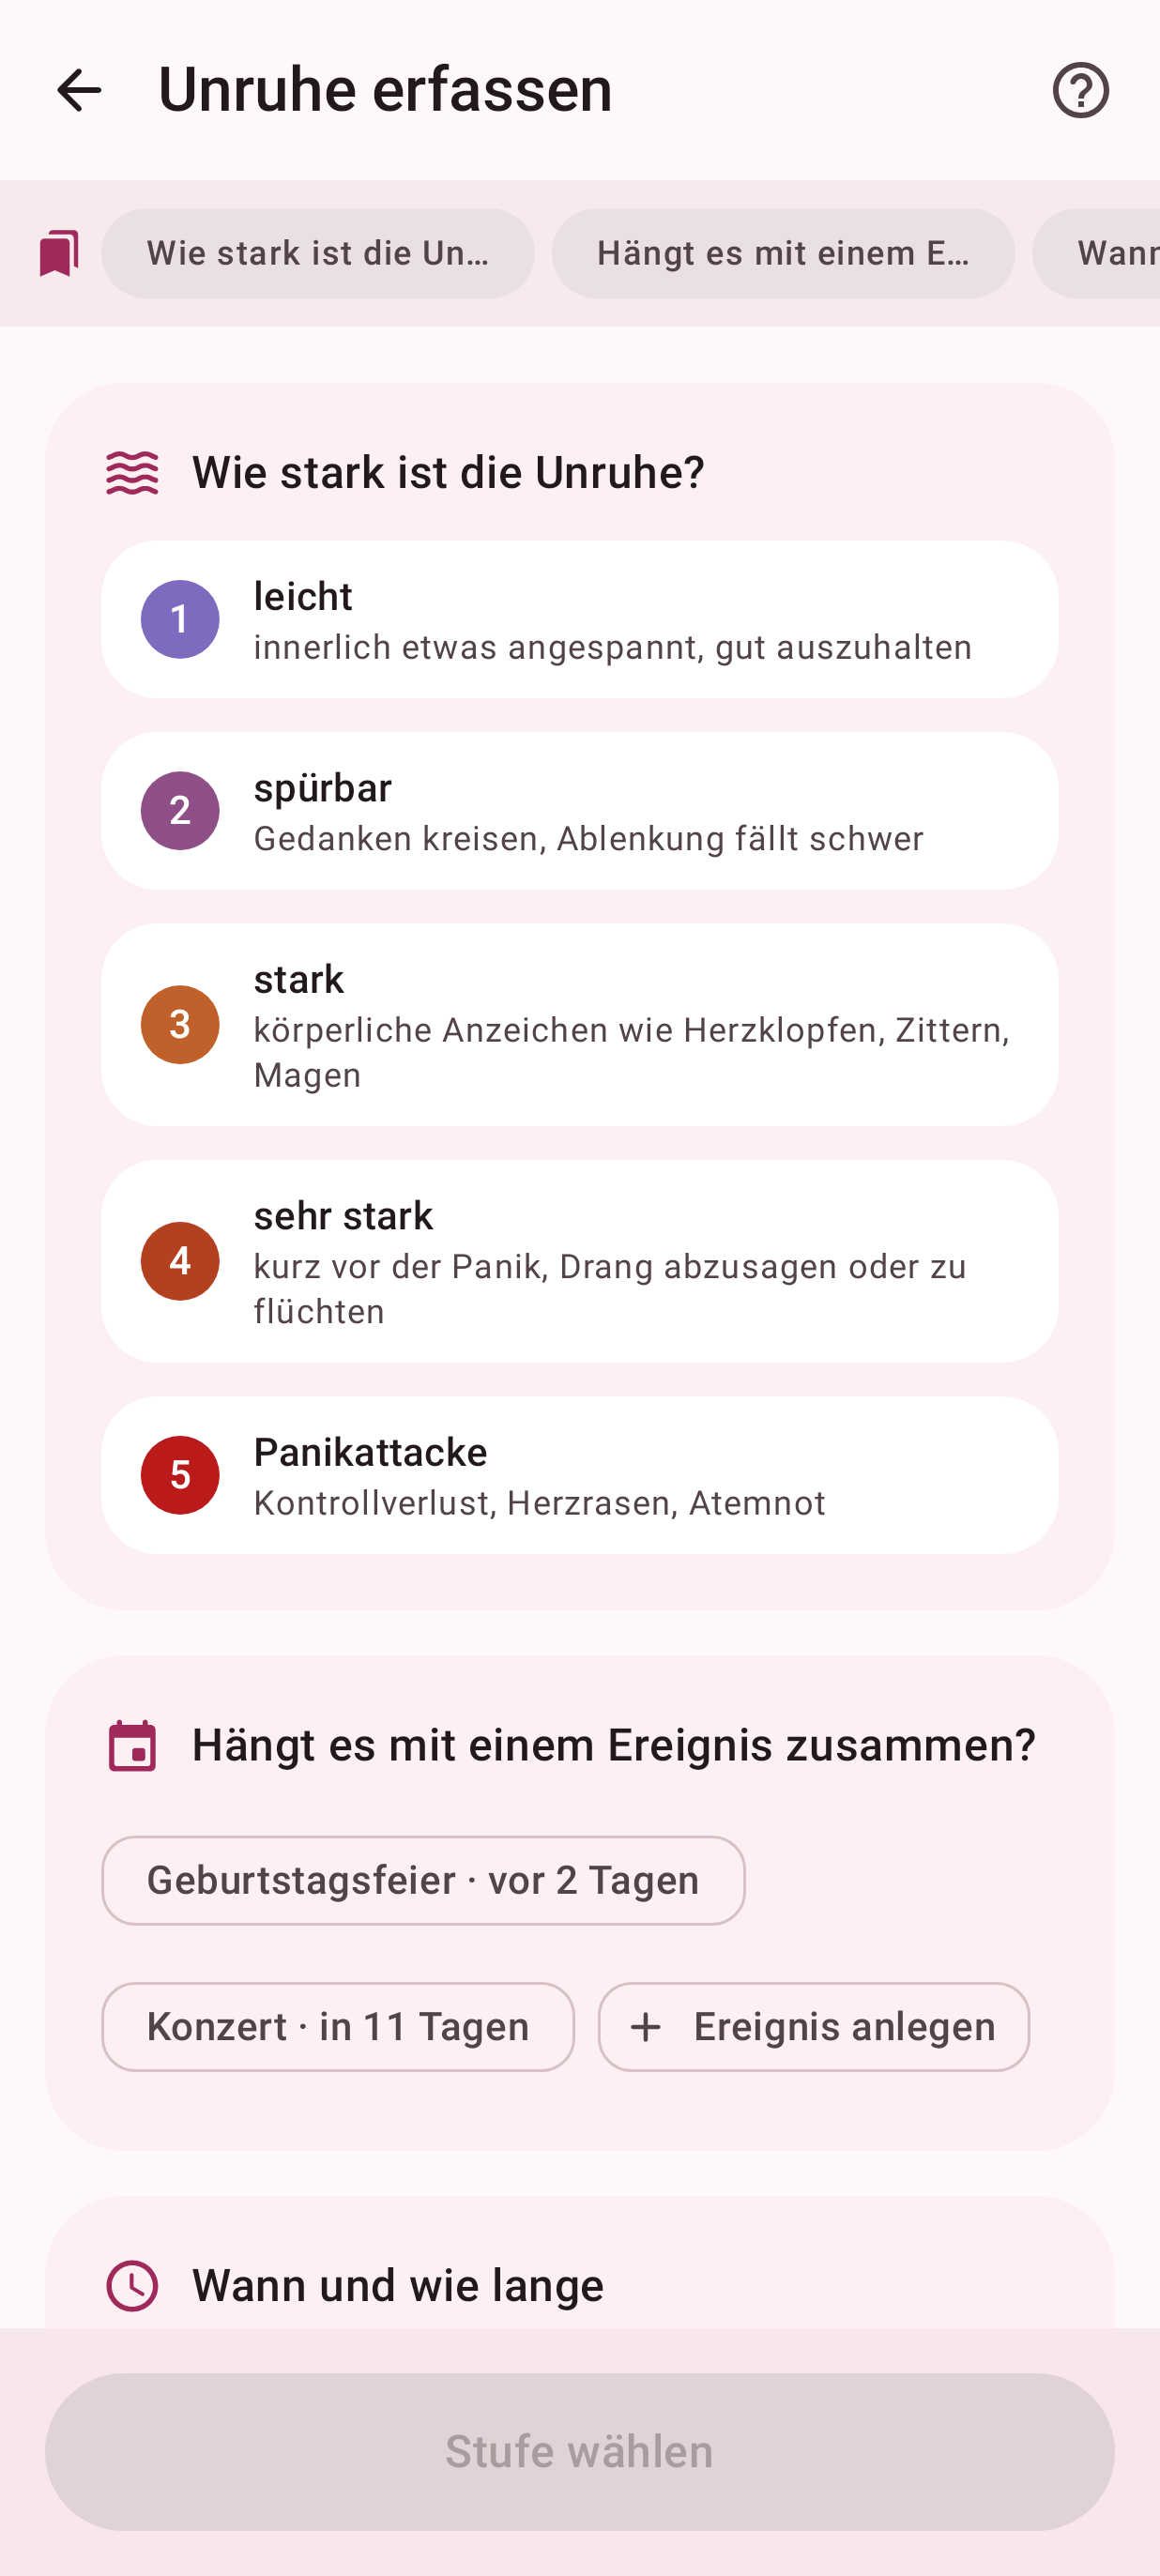 Unruhe erfassen
Wie stark ist die Un…
Hängt es mit einem E…
Wann
Wie stark ist die Unruhe?
1
leicht
innerlich etwas angespannt, gut auszuhalten
2
spürbar
Gedanken kreisen, Ablenkung fällt schwer
3
stark
körperliche Anzeichen wie Herzklopfen, Zittern,
Magen
4
sehr stark
kurz vor der Panik, Drang abzusagen oder zu
flüchten
5
Panikattacke
Kontrollverlust, Herzrasen, Atemnot
Hängt es mit einem Ereignis zusammen?
Geburtstagsfeier · vor 2 Tagen
Konzert · in 11 Tagen
+ Ereignis anlegen
Wann und wie lange
Stufe wählen